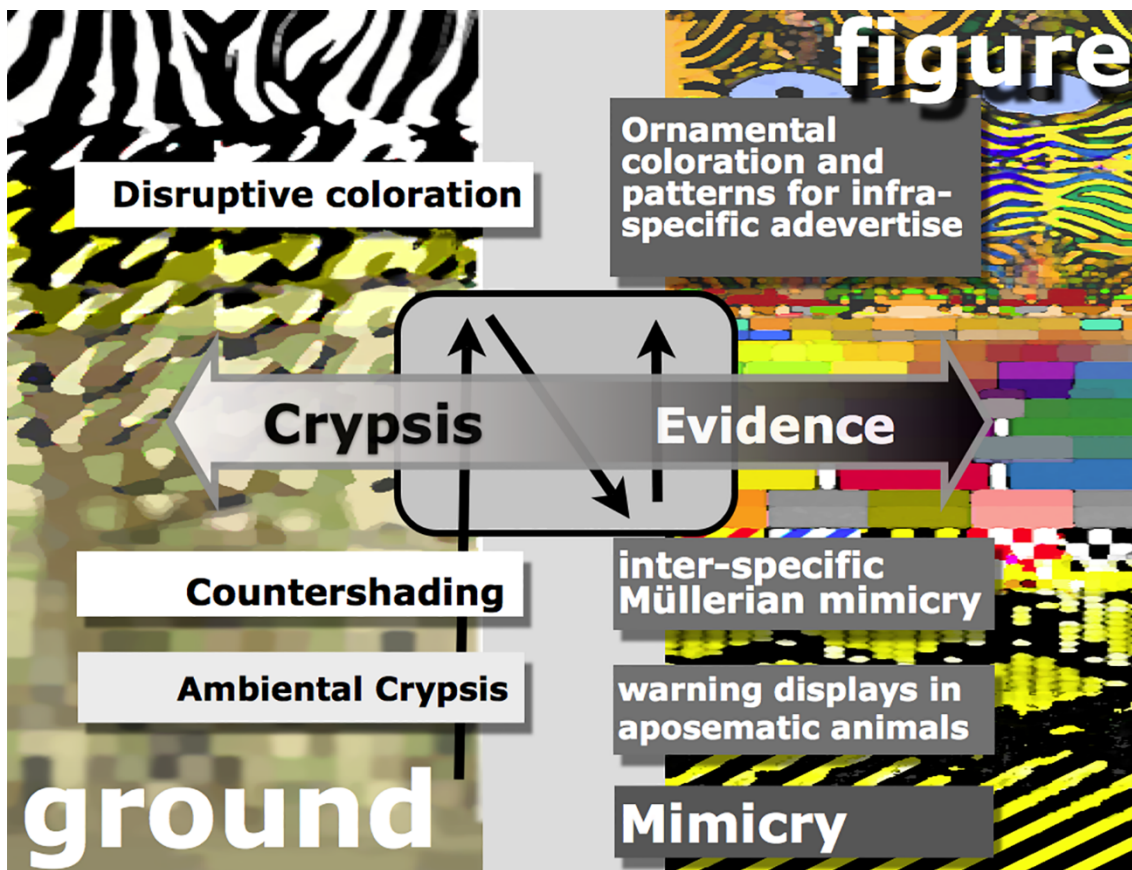 figure
Disruptive coloration
Ornamental
coloration and
patterns for infra-
specific adevertise
Crypsis
Evidence
Countershading
Ambiental Crypsis
inter-specific
Müllerian mimicry
warning displays in
aposematic animals
Mimicry
ground